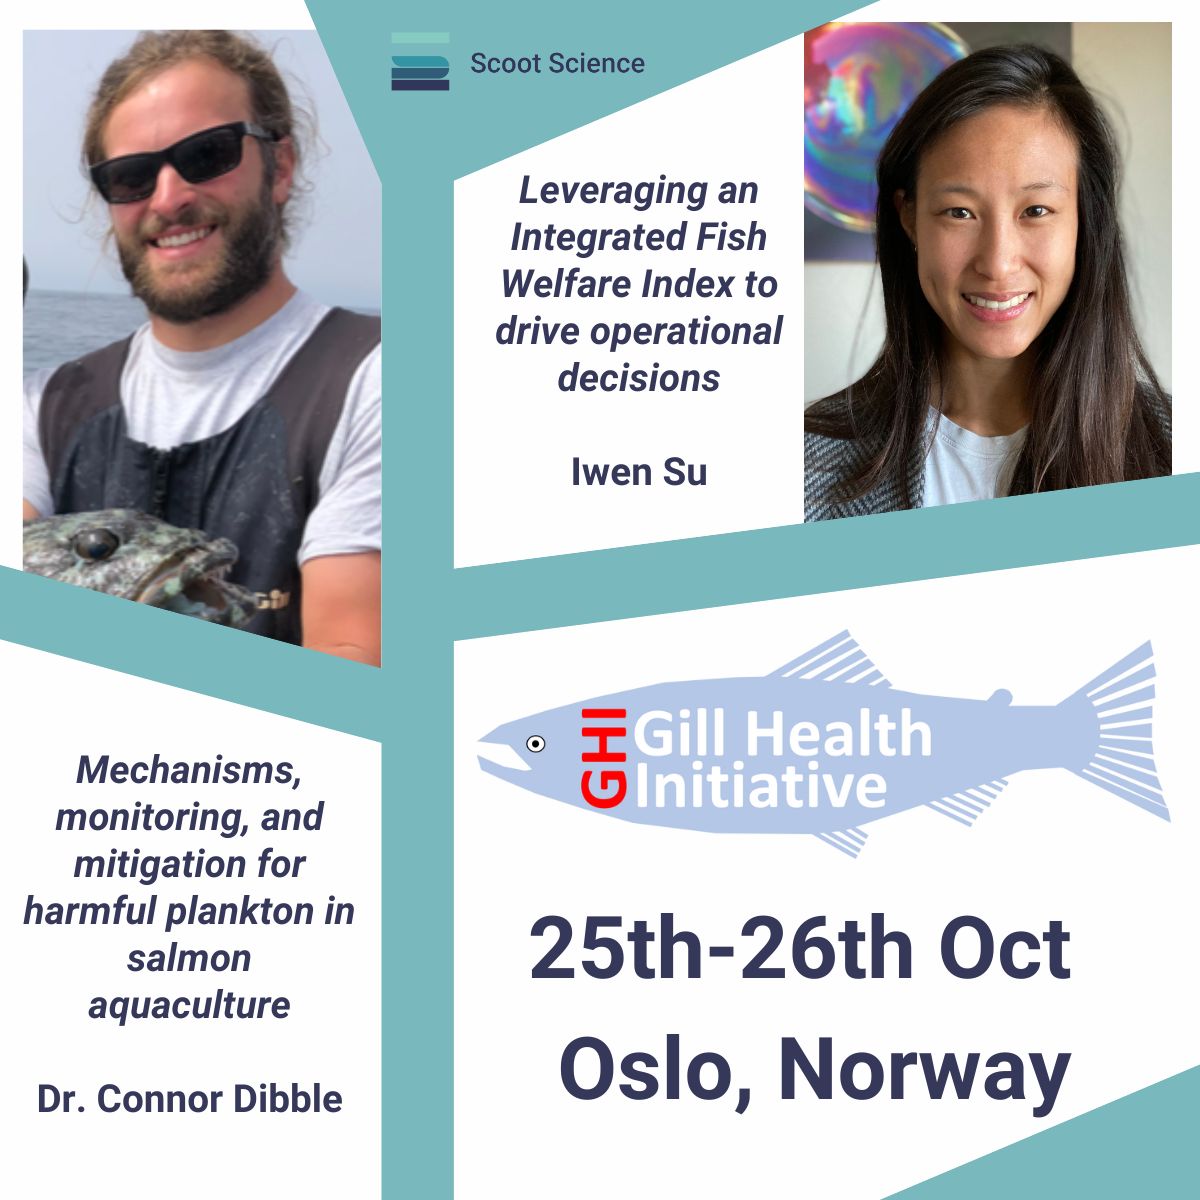 Scoot Science
Leveraging an
Integrated Fish
Welfare Index to
drive operational
decisions
Iwen Su
Mechanisms,
monitoring, and
mitigation for
harmful plankton in
salmon
aquaculture
Dr. Connor Dibble
GHI
Gill Health
Initiative
25th-26th Oct
Oslo, Norway